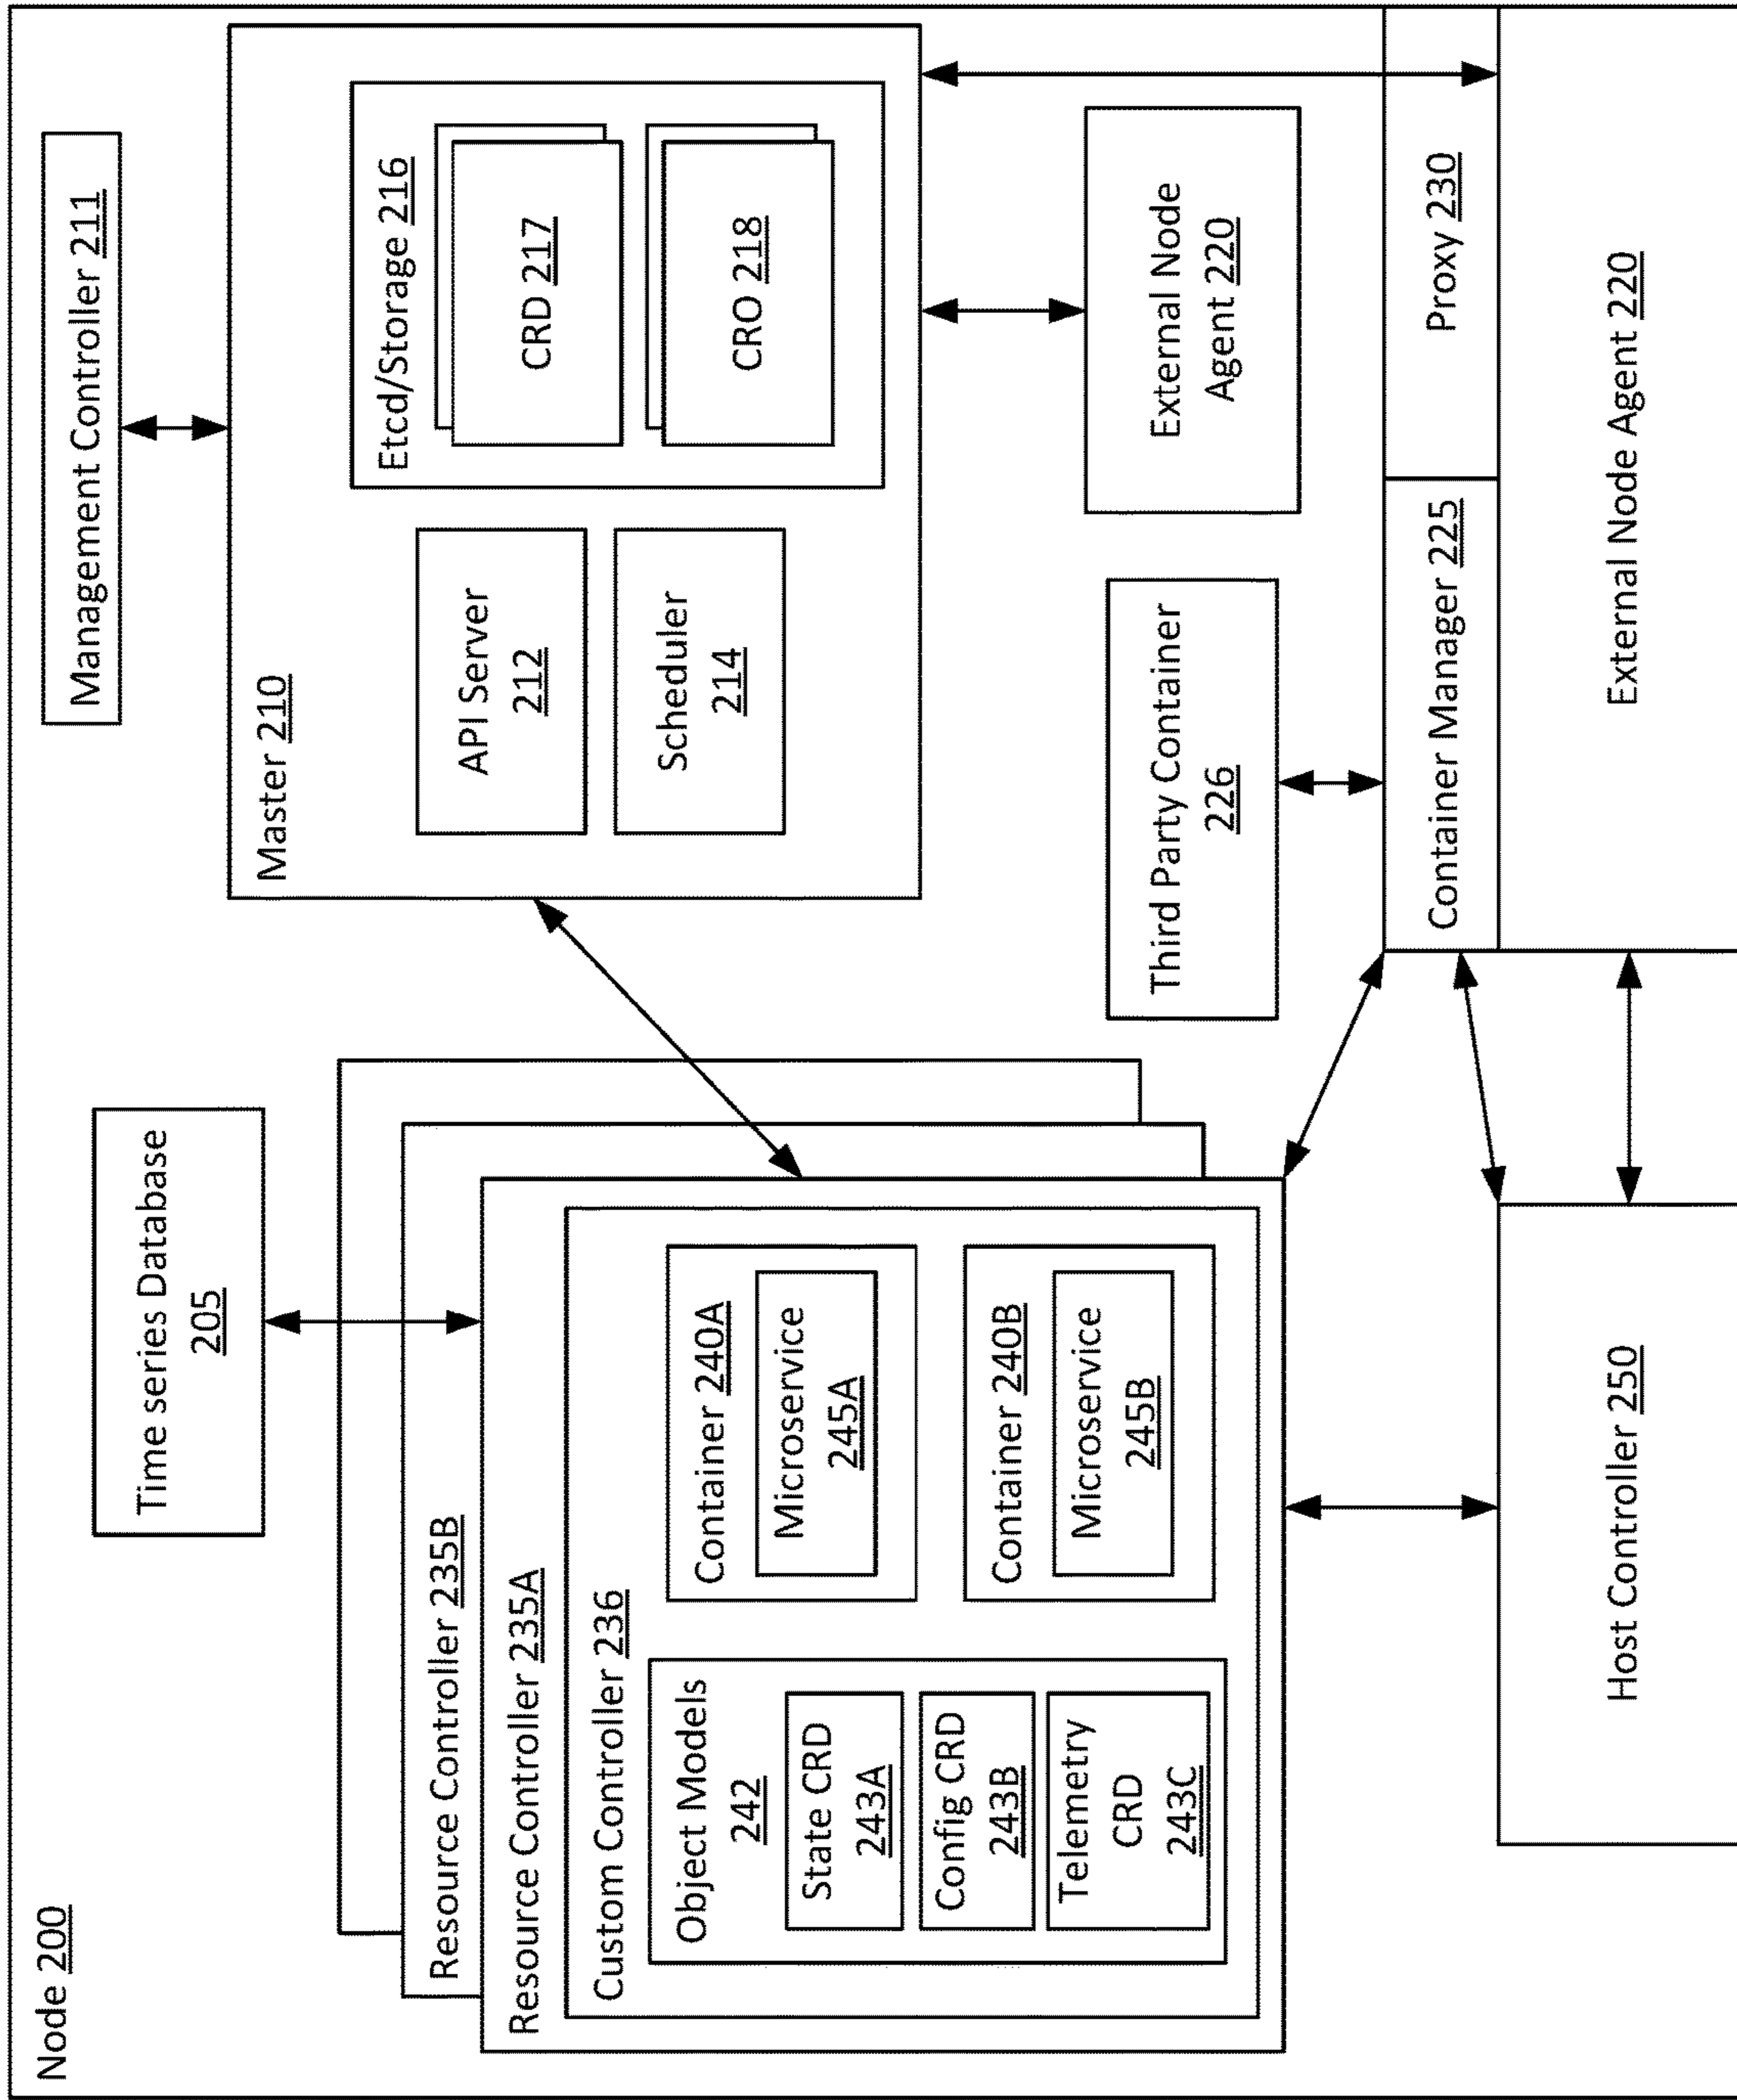 Node 200
Time series Database
205
Management Controller 211
Resource Controller 235B
Resource Controller 235A
Custom Controller 236
Object Models
242
State CRD
243A
Config CRD
243B
Telemetry
CRD
243C
Container 240A
Microservice
245A
Container 240B
Microservice
245B
Master 210
API Server
212
Scheduler
214
Etcd/Storage 216
CRD 217
CRO 218
Third Party Container
226
External Node
Agent 220
Container Manager 225
Proxy 230
Host Controller 250
External Node Agent 220